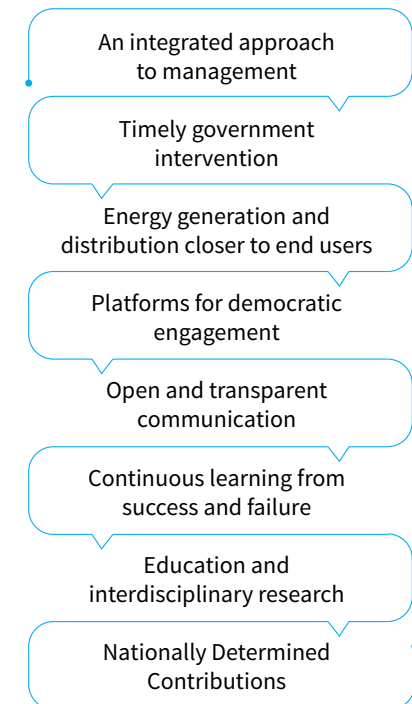 An integrated approach
to management
Timely government
intervention
Energy generation and
distribution closer to end users
Platforms for democratic
engagement
Open and transparent
communication
Continuous learning from
success and failure
Education and
interdisciplinary research
Nationally Determined
Contributions